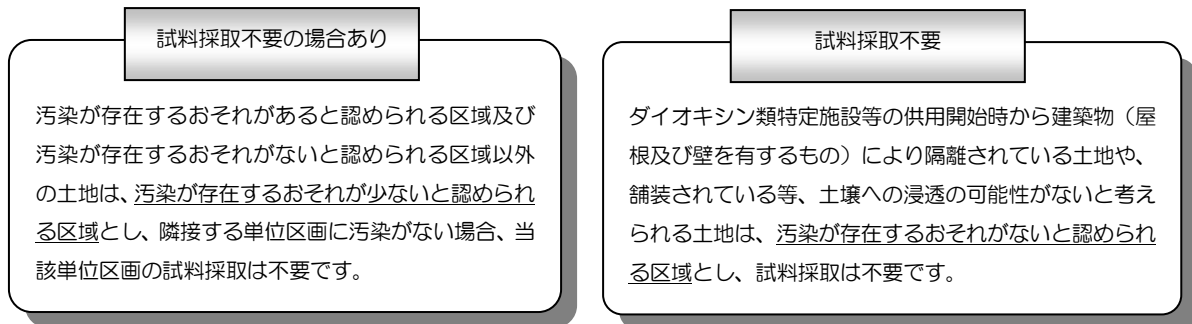 試料採取不要の場合あり
汚染が存在するおそれがあると認められる区域及び
汚染が存在するおそれがないと認められる区域以外
の土地は、汚染が存在するおそれが少ないと認められ
る区域とし、隣接する単位区画に汚染がない場合、当
該単位区画の試料採取は不要です。
試料採取不要
ダイオキシン類特定施設等の供用開始時から建築物（屋
根及び壁を有するもの）により隔離されている土地や、
舗装されている等、土壌への浸透の可能性がないと考え
られる土地は、汚染が存在するおそれがないと認められ
る区域とし、試料採取は不要です。